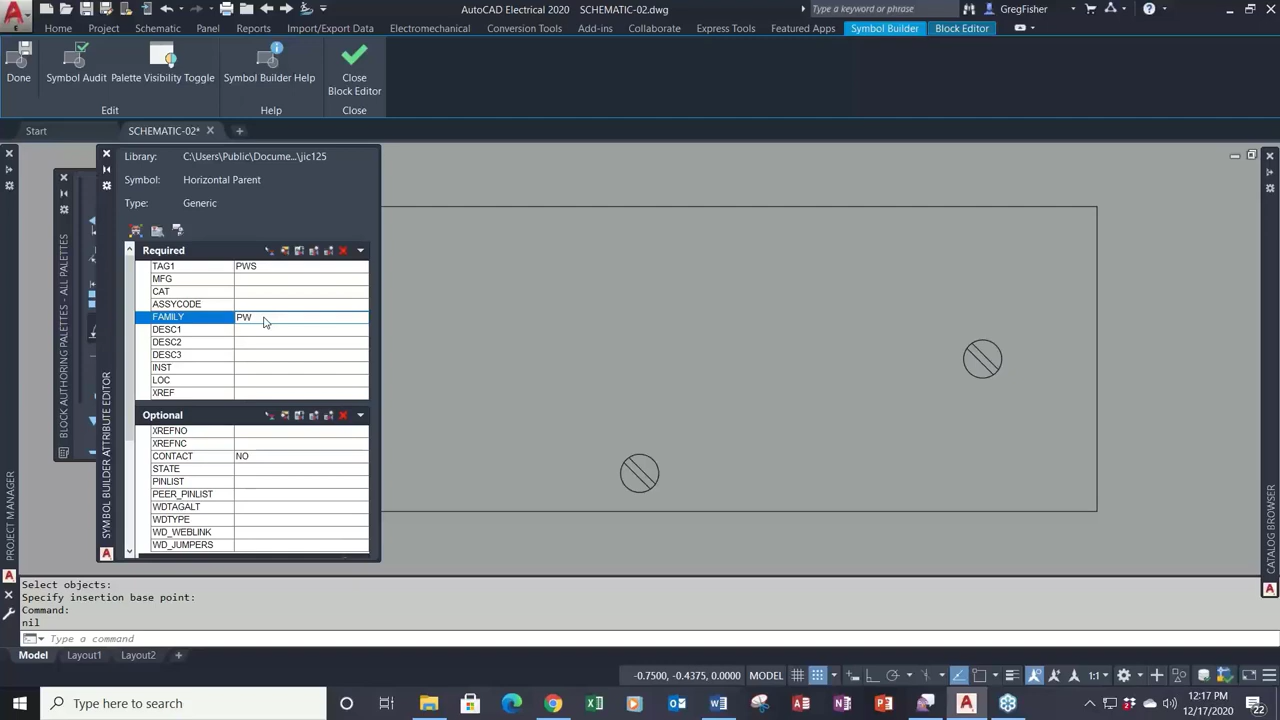 AutoCAD Electrical 2020 SCHEMATIC-02.dwg
Type a keyword or phrase
GregFisher
Home Project Schematic Panel Reports Import/Export Data Electromechanical Conversion Tools Add-ins Collaborate Express Tools Featured Apps Symbol Builder Block Editor
Done
Symbol Audit
Palette Visibility Toggle
Symbol Builder Help
Close
Block Editor
Edit
Help
Close
Start
SCHEMATIC-02*
Library: C:\Users\Public\Docume...\jic125
Symbol: Horizontal Parent
Type: Generic
Required
TAG1 PWS
MFG
CAT
ASSYCODE
FAMILY PW
DESC1
DESC2
DESC3
INST
LOC
XREF
Optional
XREFNO
XREFNC
CONTACT NO
STATE
PINLIST
PEER_PINLIST
WDTAGALT
WDTYPE
WD_WEBLINK
WD_JUMPERS
PROJECT MANAGER
BLOCK AUTHORING PALETTES - ALL PALETTES
SYMBOL BUILDER ATTRIBUTE EDITOR
CATALOG BROWSER
Select objects:
Specify insertion base point:
Command:
nil
Type a command
Model Layout1 Layout2
-0.7500, -0.4375, 0.0000 MODEL
1:1
Type here to search
12:17 PM
12/17/2020
22